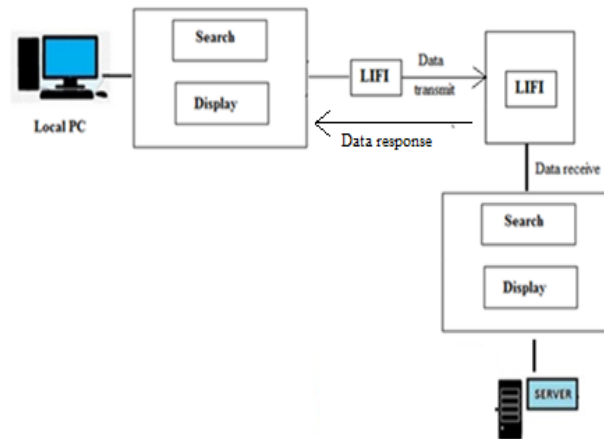 Search
Display
Local PC
LIFI
Data
transmit
LIFI
Data response
Data receive
Search
Display
SERVER